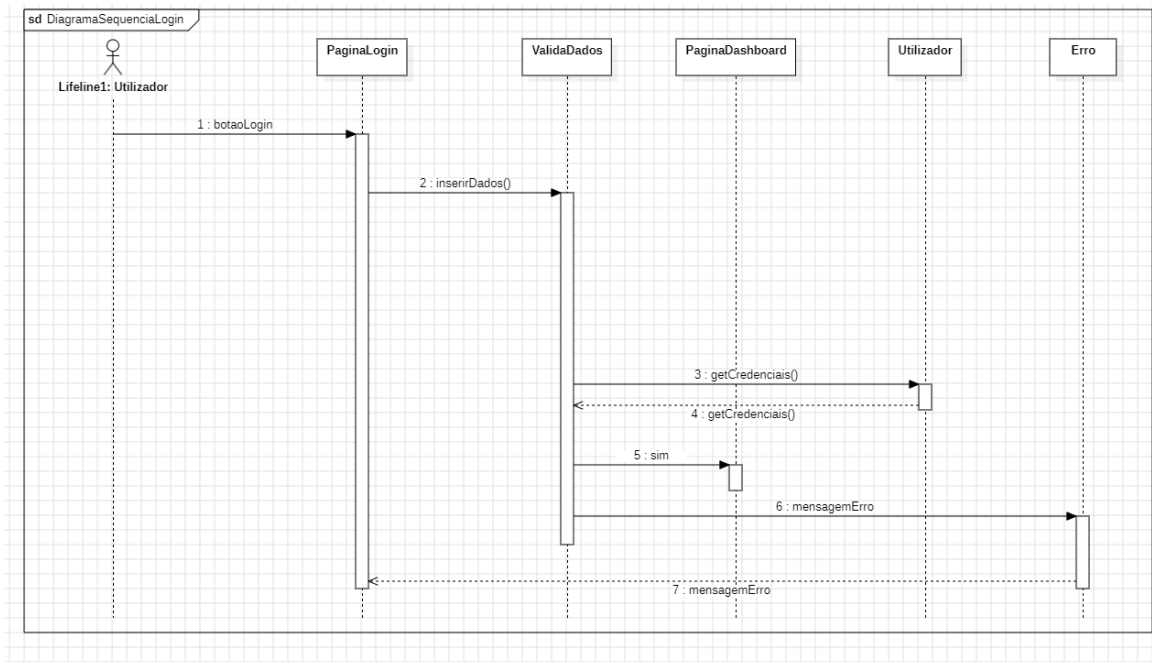 sd DiagramaSequenciaLogin
PaginaLogin
ValidaDados
PaginaDashboard
Utilizador
Erro
Lifeline1: Utilizador
1 : botaoLogin
2 : inserirDados()
3 : getCredenciais()
4 : getCredenciais()
5 : sim
6 : mensagemErro
7 : mensagemErro